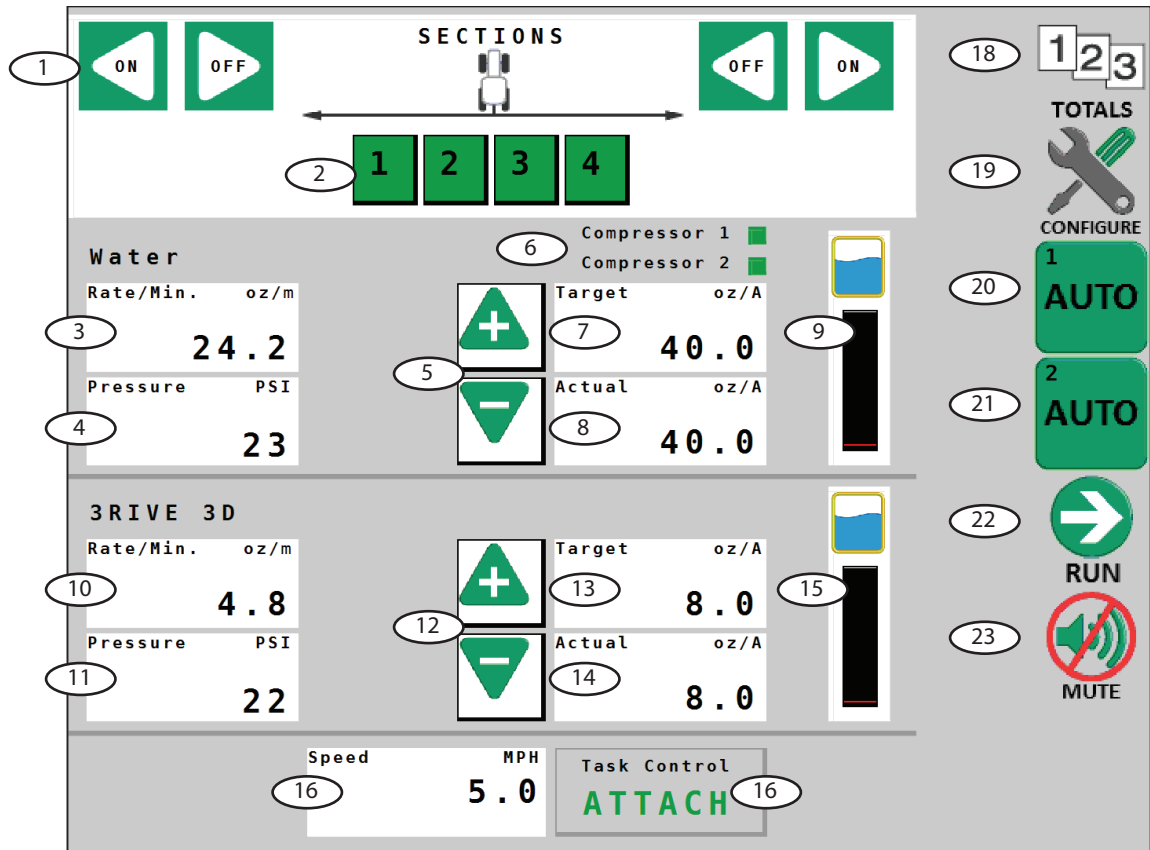 SECTIONS
1 ON OFF OFF ON
2 1 2 3 4
Water
6 Compressor 1
Compressor 2
3 Rate/Min. oz/m
24.2
4 Pressure PSI
23
5
7 Target oz/A
40.0
8 Actual oz/A
40.0
9
3RIVE 3D
10 Rate/Min. oz/m
4.8
11 Pressure PSI
22
12
13 Target oz/A
8.0
14 Actual oz/A
8.0
15
16 Speed MPH
5.0
Task Control
ATTACH 16
18 1 2 3
TOTALS
19
CONFIGURE
20 1
AUTO
21 2
AUTO
22
RUN
23
MUTE